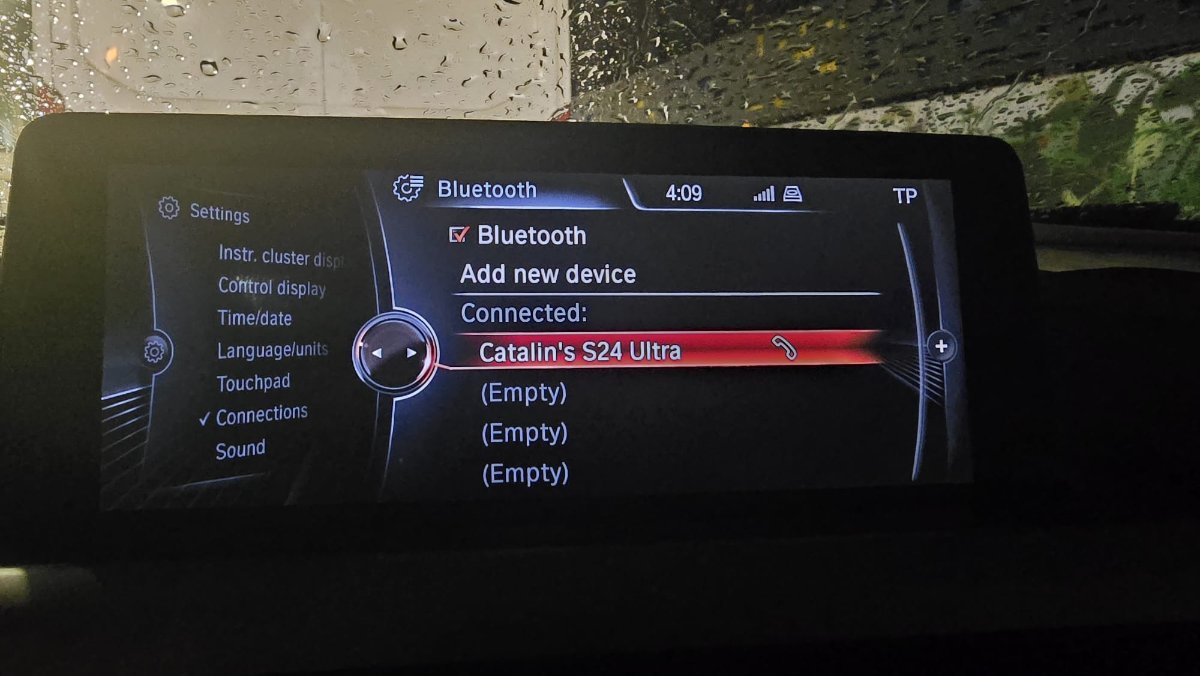 Settings
Instr. cluster displ
Control display
Time/date
Language/units
Touchpad
Connections
Sound
Bluetooth
4:09
TP
Bluetooth
Add new device
Connected:
Catalin's S24 Ultra
(Empty)
(Empty)
(Empty)